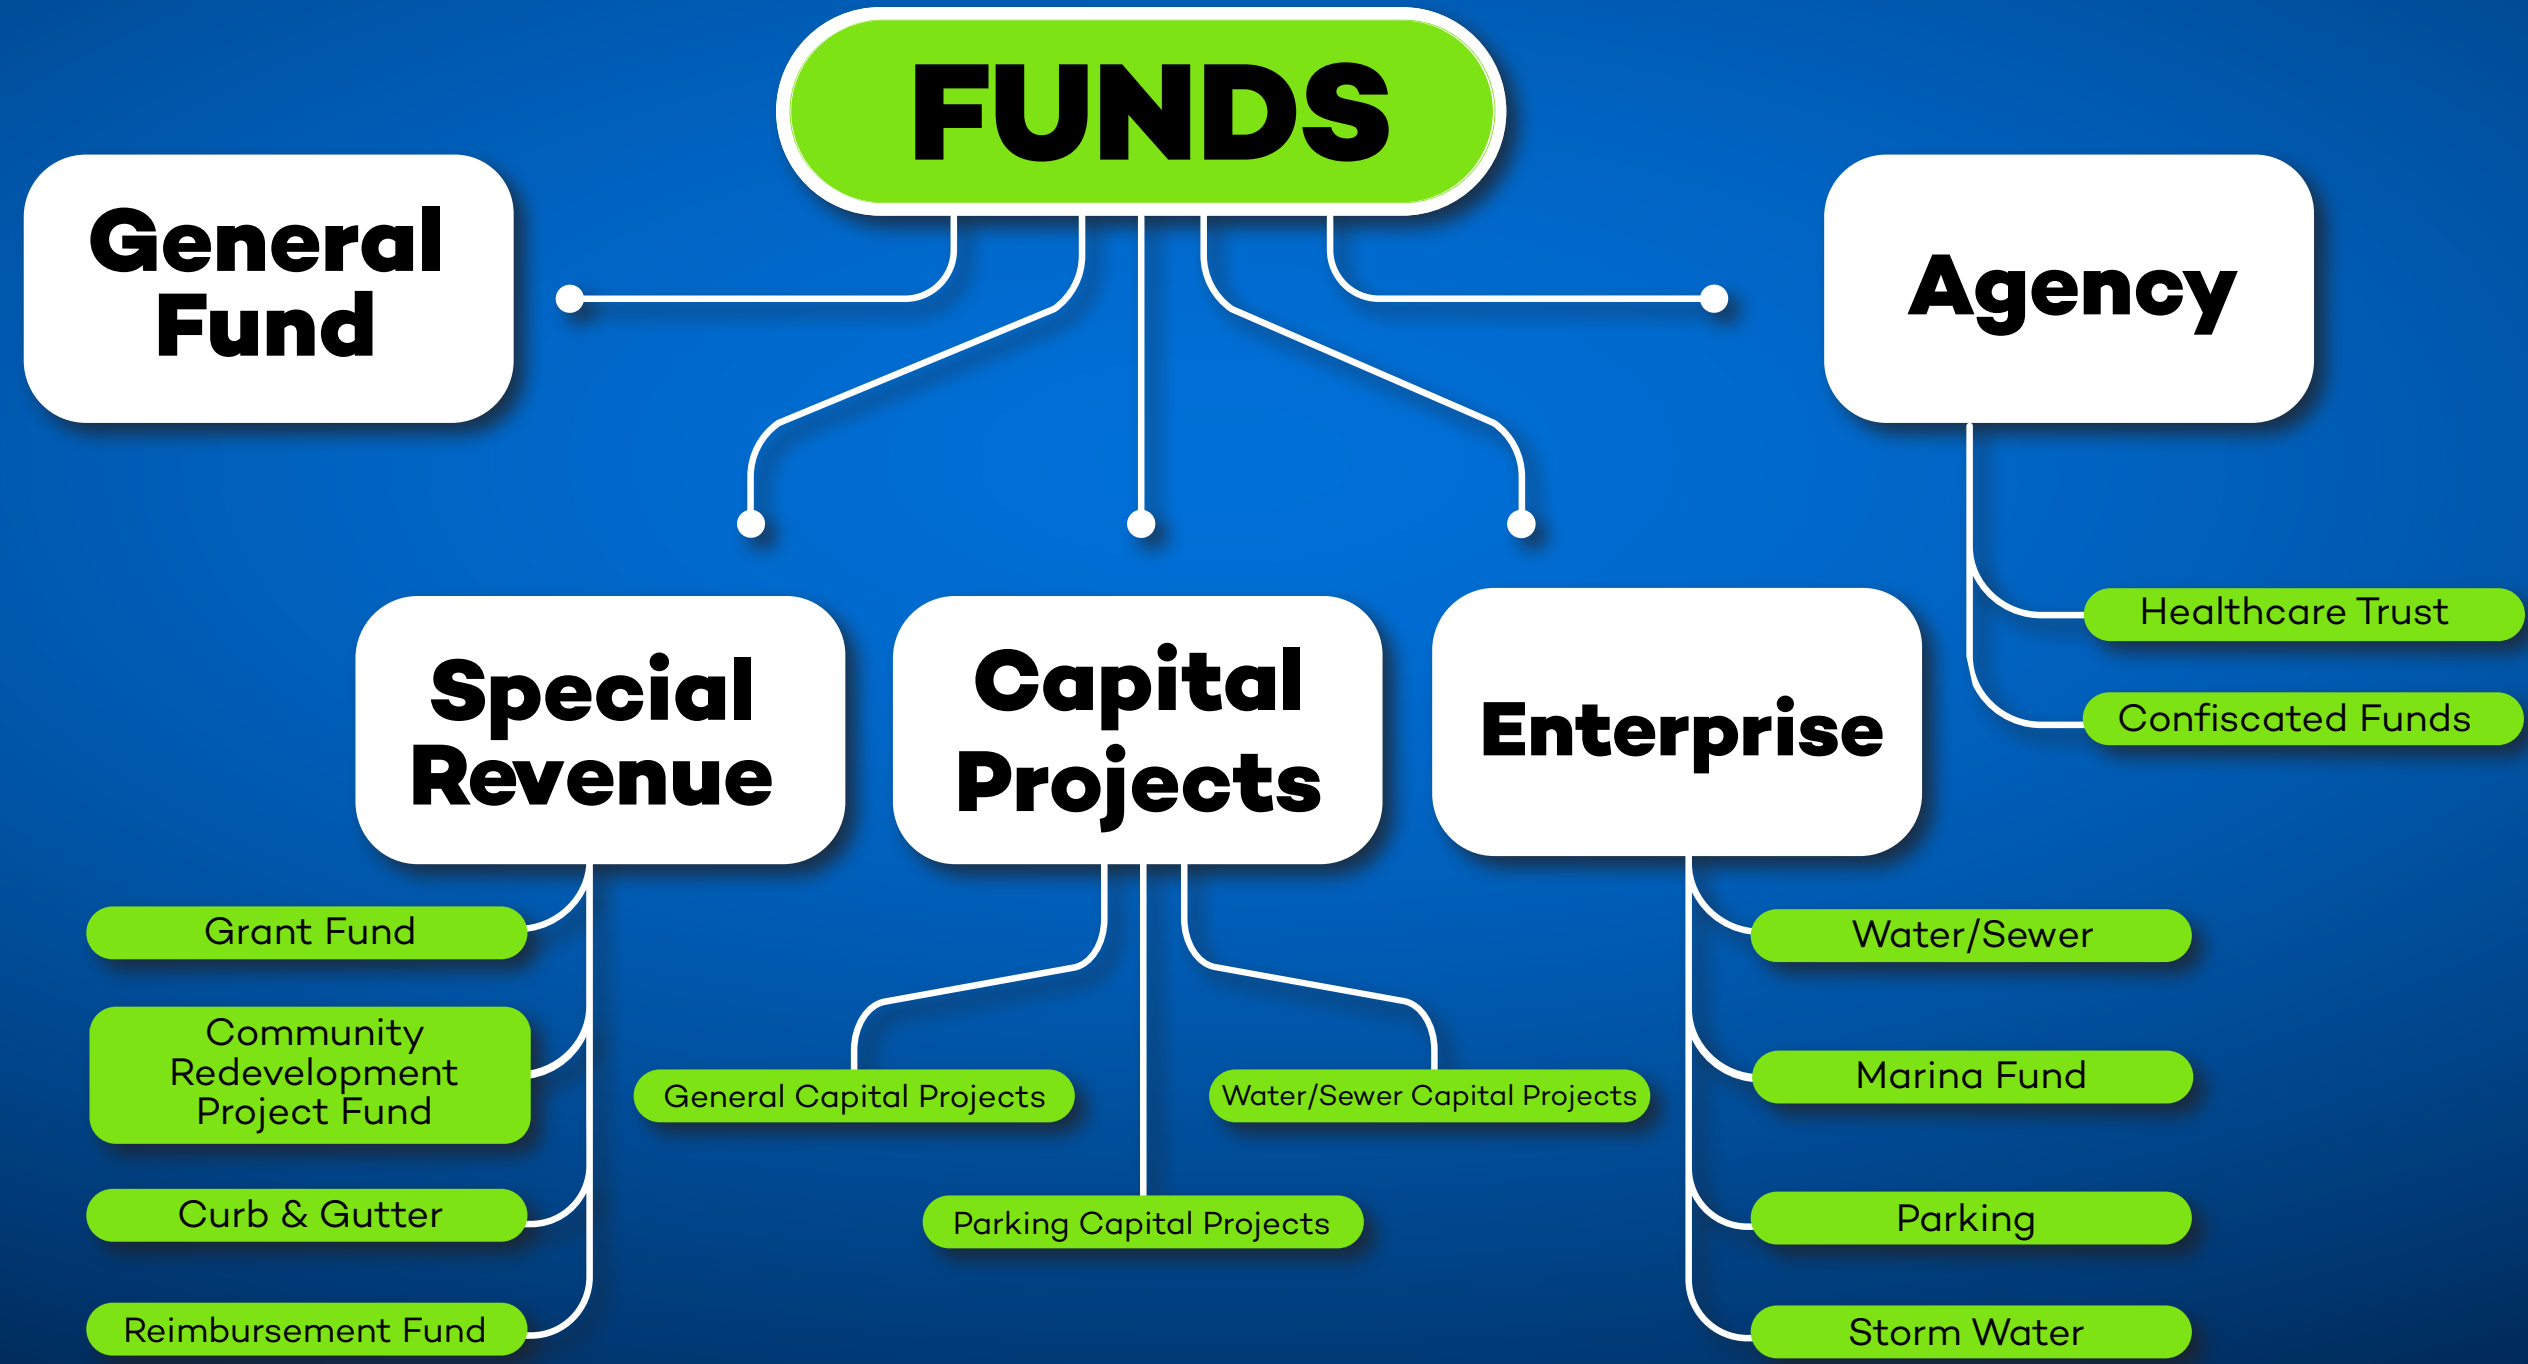 FUNDS
General
Fund
Agency
Special
Revenue
Capital
Projects
Enterprise
Healthcare Trust
Confiscated Funds
Grant Fund
Community
Redevelopment
Project Fund
Curb & Gutter
Reimbursement Fund
General Capital Projects
Water/Sewer Capital Projects
Parking Capital Projects
Water/Sewer
Marina Fund
Parking
Storm Water